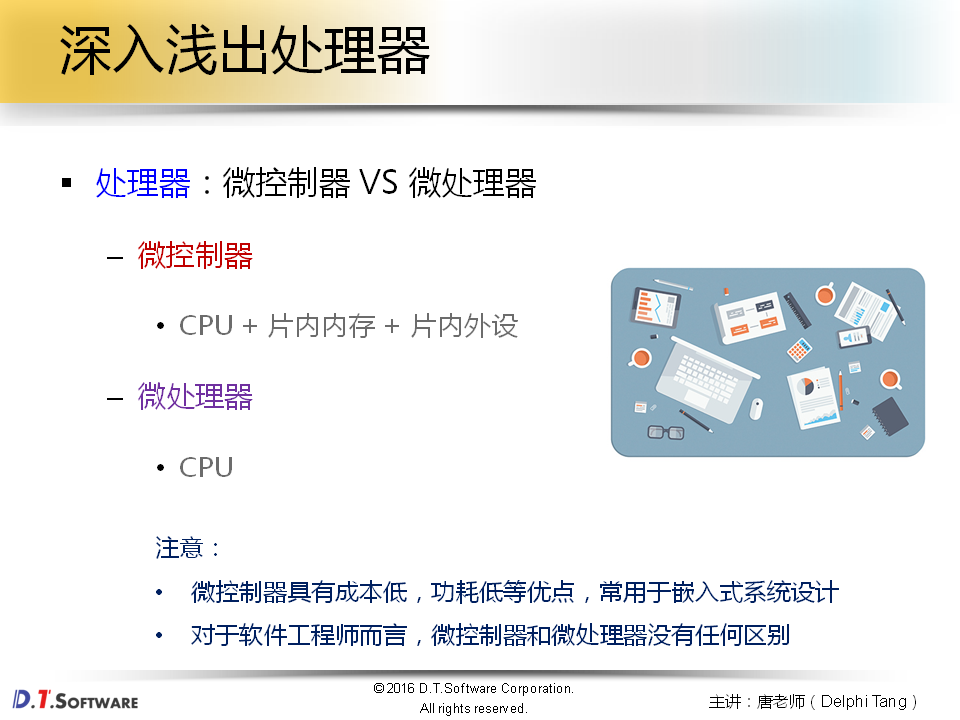 深入浅出处理器
▪ 处理器：微控制器 VS 微处理器
– 微控制器
• CPU + 片内内存 + 片内外设
– 微处理器
• CPU
注意：
• 微控制器具有成本低，功耗低等优点，常用于嵌入式系统设计
• 对于软件工程师而言，微控制器和微处理器没有任何区别
D.T.SOFTWARE
©2016 D.T.Software Corporation.
All rights reserved.
主讲：唐老师（Delphi Tang）